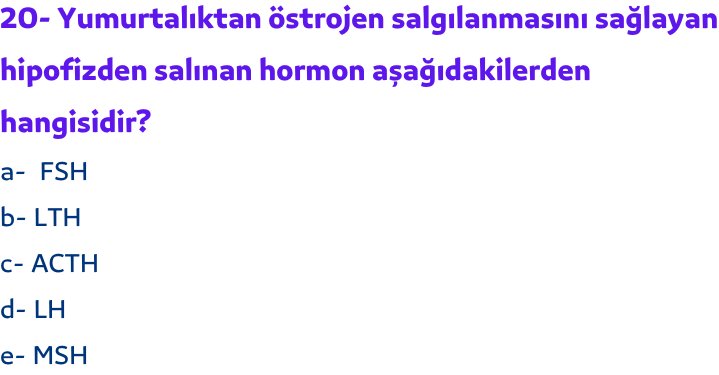 20- Yumurtalıktan östrojen salgılanmasını sağlayan
hipofizden salınan hormon aşağıdakilerden
hangisidir?
a-  FSH
b- LTH
c- ACTH
d- LH
e- MSH